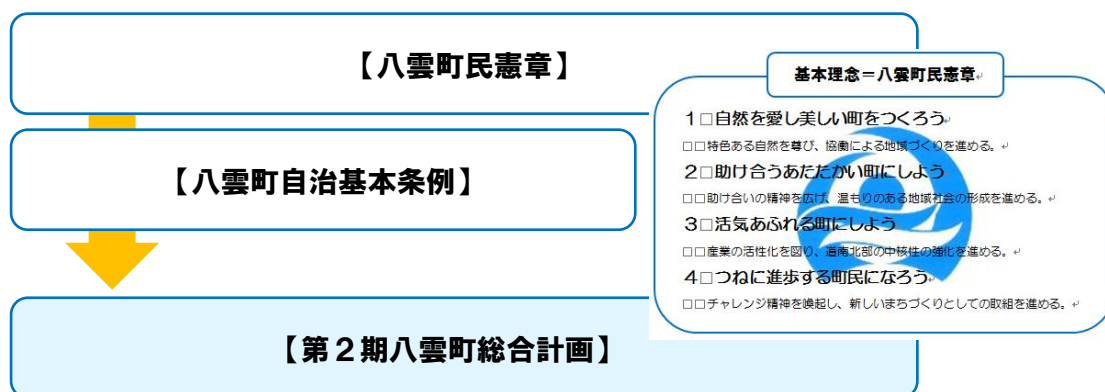 【八雲町民憲章】
【八雲町自治基本条例】
【第２期八雲町総合計画】
基本理念＝八雲町民憲章↵
１□自然を愛し美しい町をつくろう↵
□□特色ある自然を尊び、協働による地域づくりを進める。↵
２□助け合うあたたかい町にしよう
□□助け合いの精神を広げ、温もりのある地域社会の形成を進める。↵
３□活気あふれる町にしよう
□□産業の活性化を図り、道南北部の中核性の強化を進める。↵
４□つねに進歩する町民になろう↵
□□チャレンジ精神を喚起し、新しいまちづくりとしての取組を進める。↵